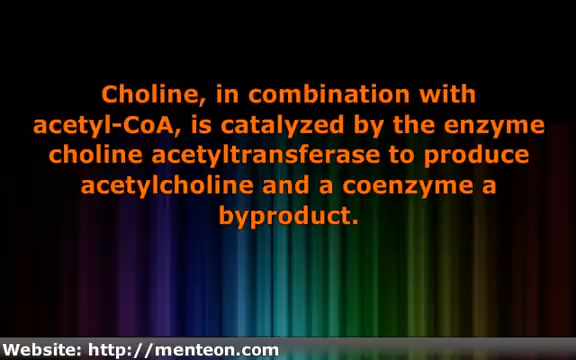 Choline, in combination with
acetyl-CoA, is catalyzed by the enzyme
choline acetyltransferase to produce
acetylcholine and a coenzyme a
byproduct.
Website: http://menteon.com